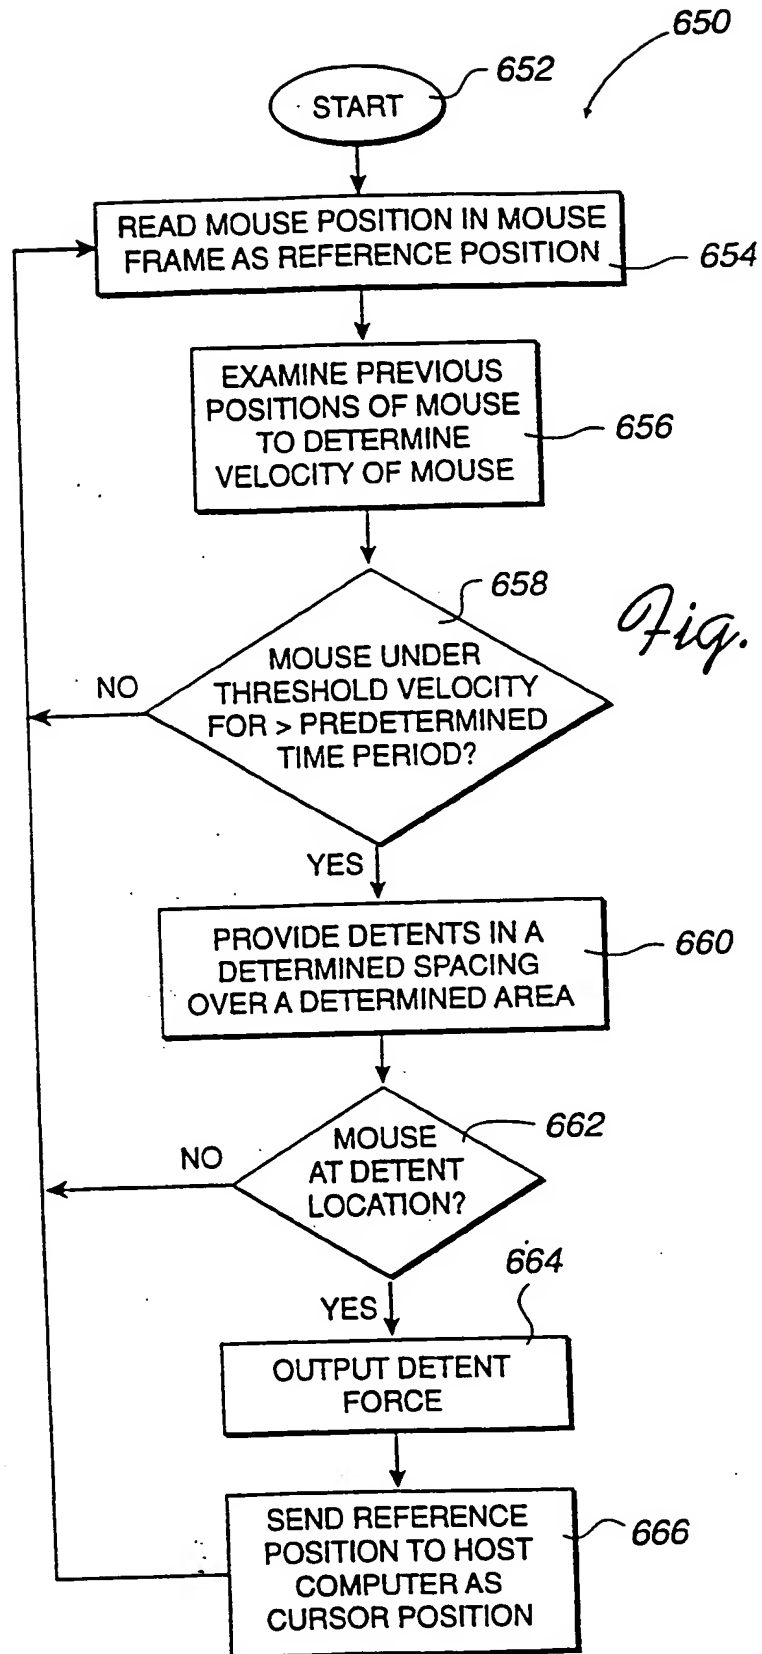 650
START
652
READ MOUSE POSITION IN MOUSE
FRAME AS REFERENCE POSITION
654
EXAMINE PREVIOUS
POSITIONS OF MOUSE
TO DETERMINE
VELOCITY OF MOUSE
656
658
Fig.
MOUSE UNDER
THRESHOLD VELOCITY
FOR > PREDETERMINED
TIME PERIOD?
NO
YES
PROVIDE DETENTS IN A
DETERMINED SPACING
OVER A DETERMINED AREA
660
MOUSE
AT DETENT
LOCATION?
662
NO
YES
664
OUTPUT DETENT
FORCE
SEND REFERENCE
POSITION TO HOST
COMPUTER AS
CURSOR POSITION
666